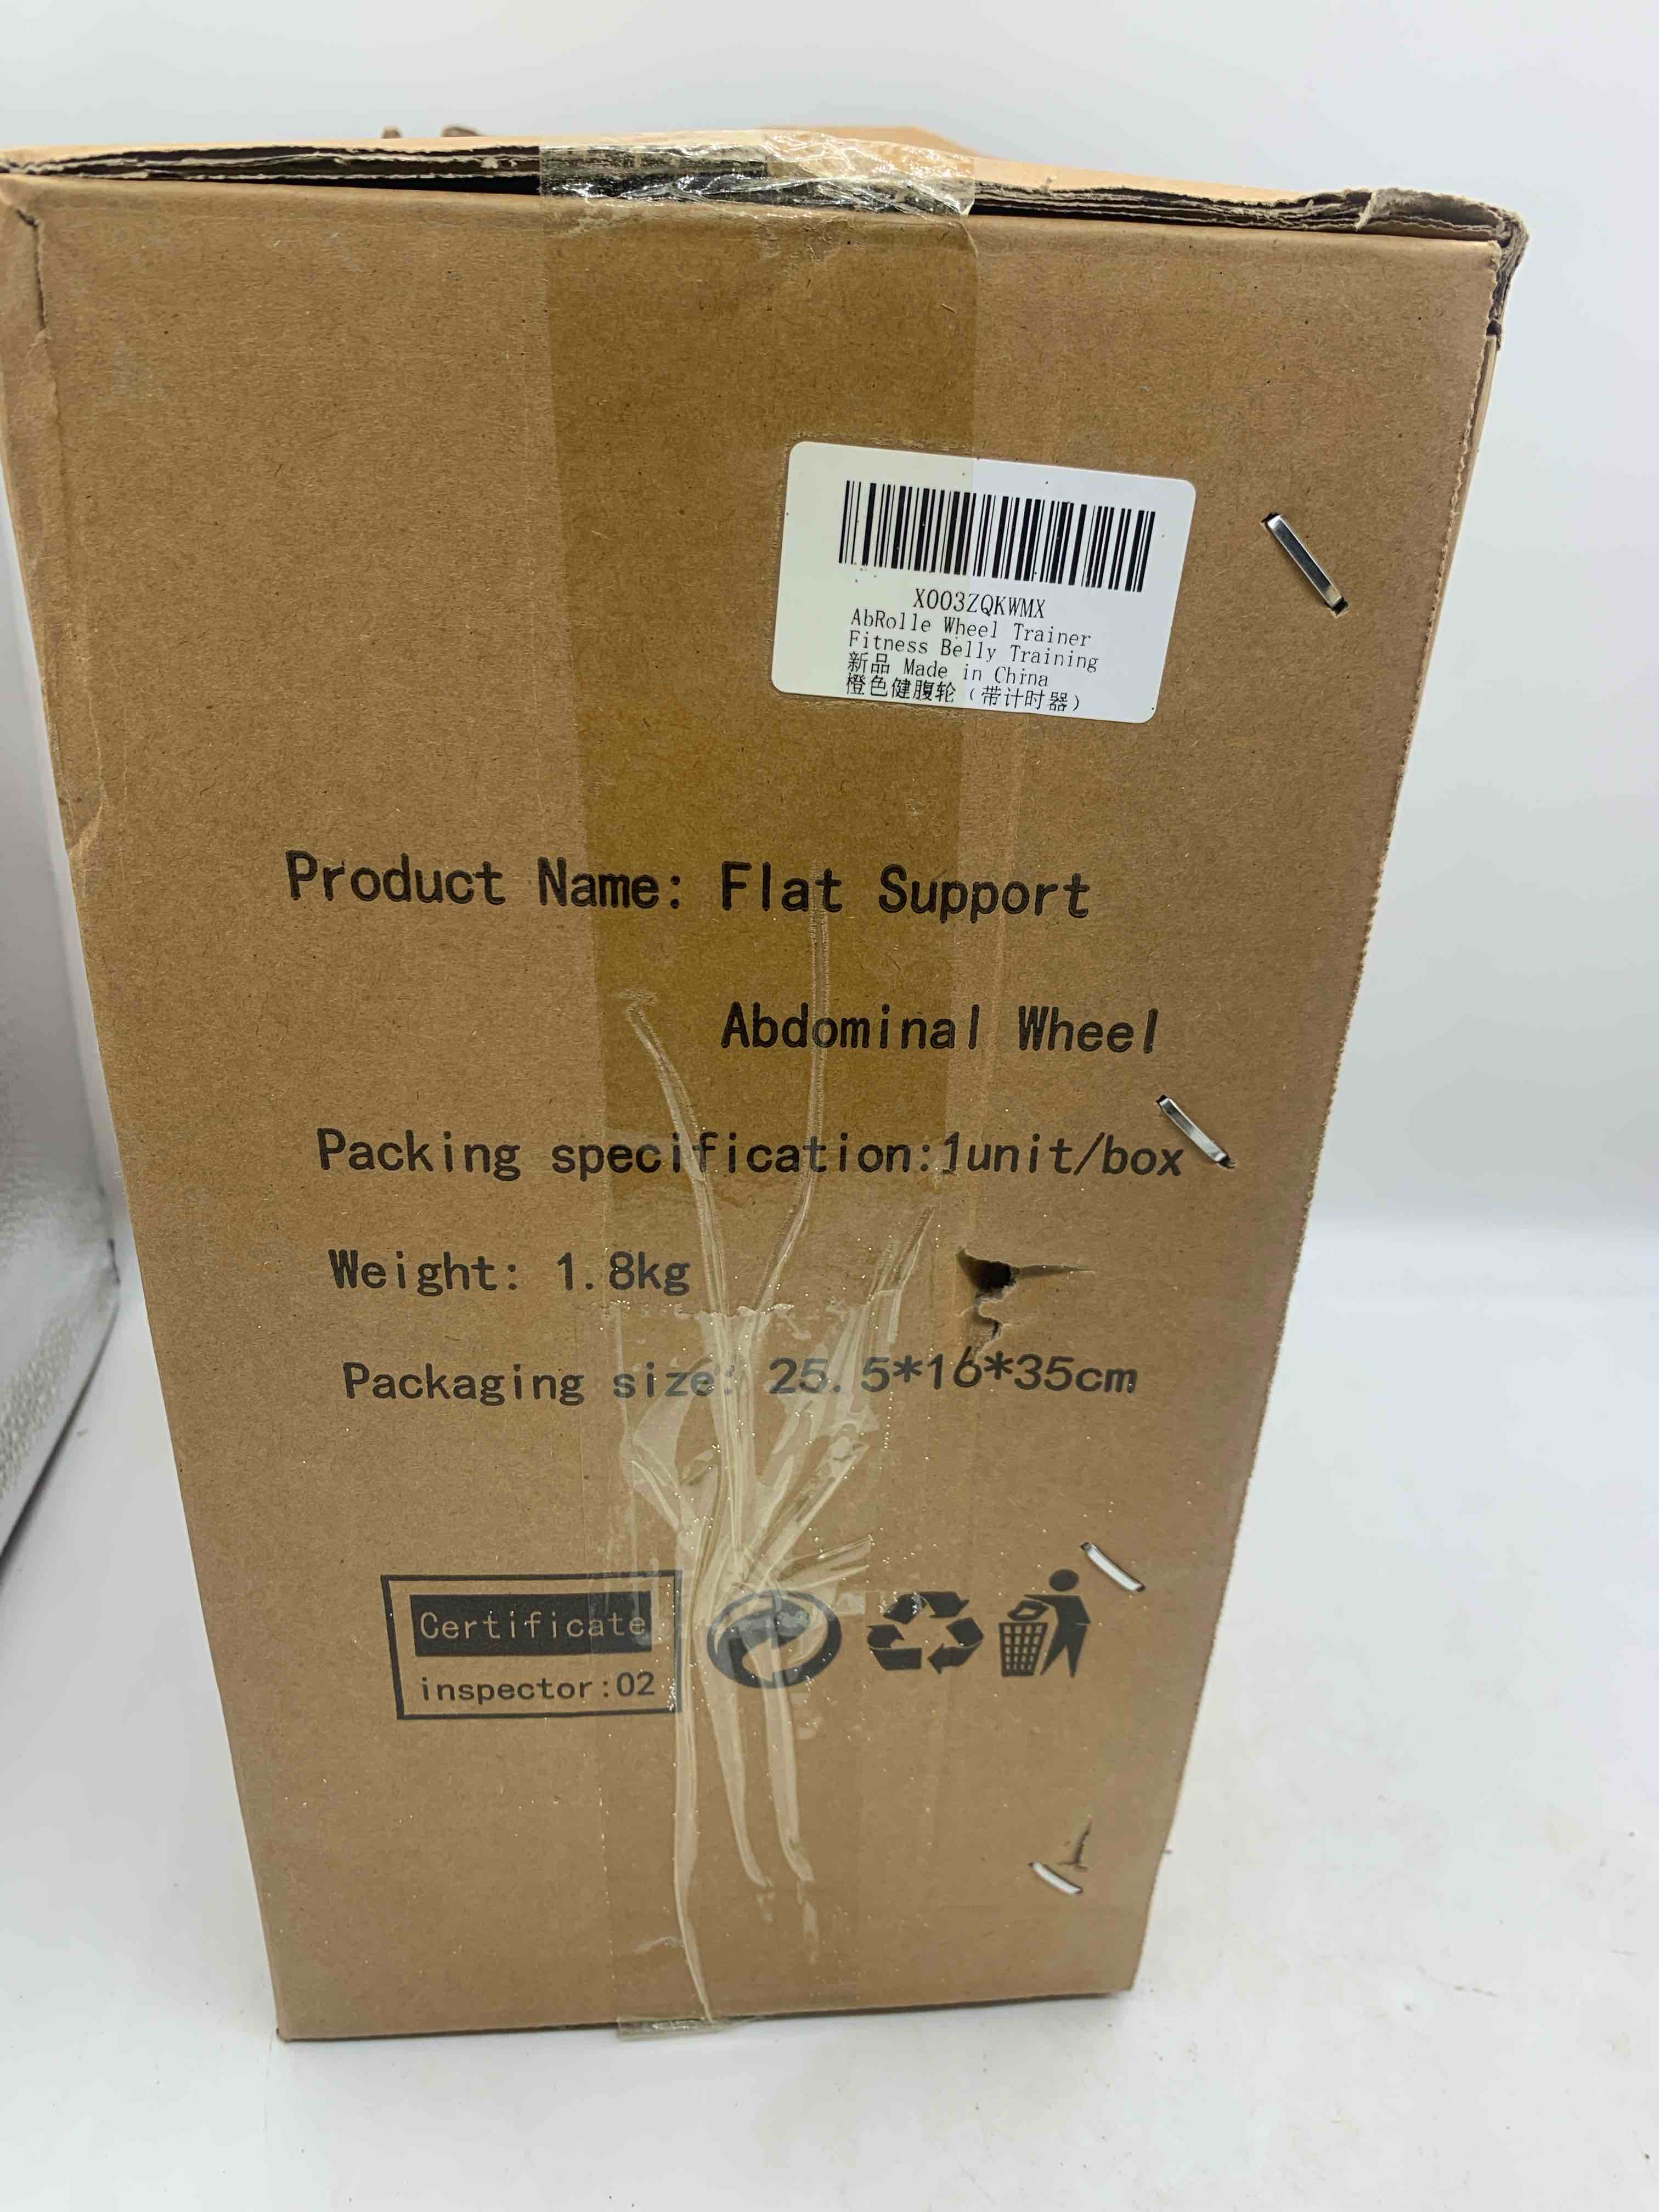 X003ZQKWMX
AbRolle Wheel Trainer
Fitness Belly Training
新品 Made in China
橙色健腹轮（带计时器）
Product Name: Flat Support
Abdominal Wheel
Packing specification:1unit/box
Weight: 1.8kg
Packaging size: 25.5*16*35cm
Certificate
inspector:02